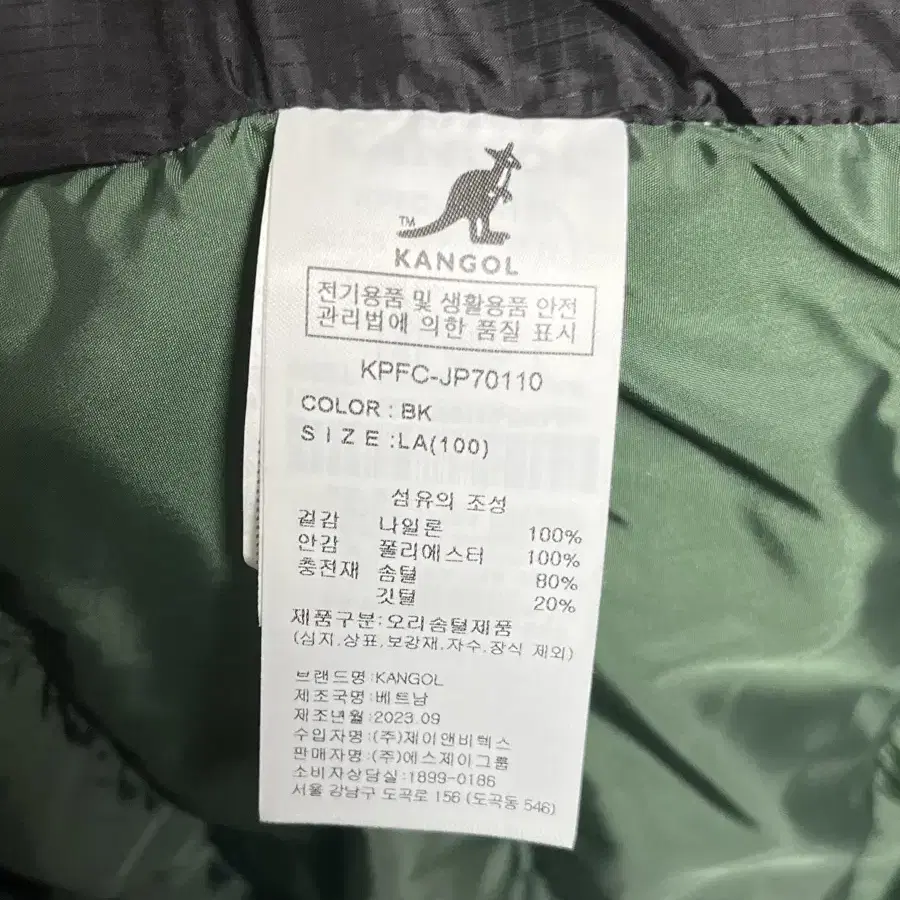 TM
KANGOL
전기용품 및 생활용품 안전
관리법에 의한 품질 표시
KPFC-JP70110
COLOR : BK
SIZE :LA(100)
섬유의 조성
겉감 나일론 100%
안감 폴리에스터 100%
충전재 솜털 80%
깃털 20%
제품구분:오리솜털제품
(심지.상표.보강재.자수.장식 제외)
브랜드명:KANGOL
제조국명:베트남
제조년월:2023.09
수입자명:(주)제이앤비텍스
판매자명:(주)에스제이그룹
소비자상담실:1899-0186
서울 강남구 도곡로 156 (도곡동 546)